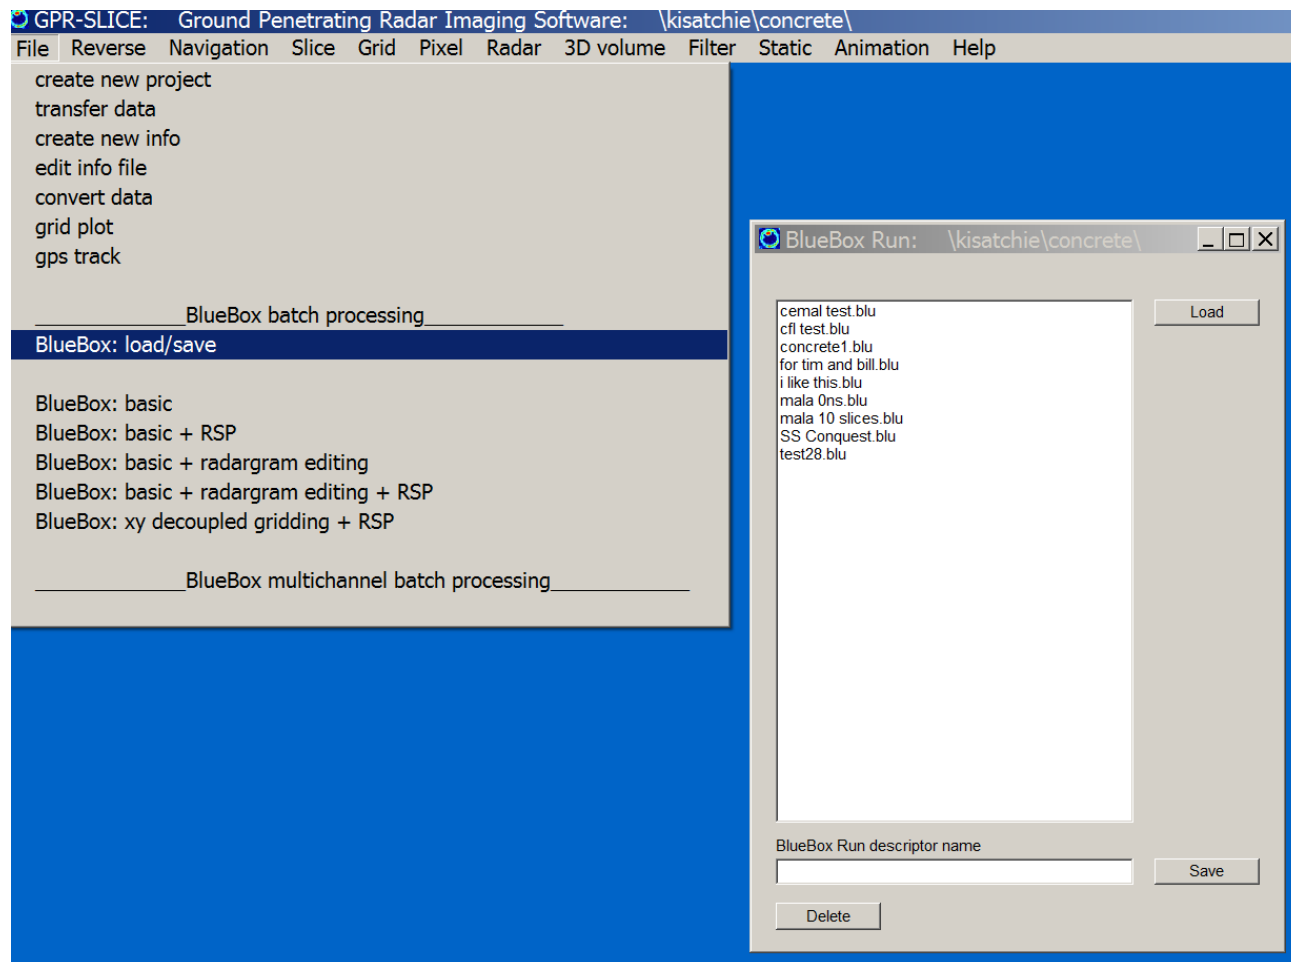 GPR-SLICE: Ground Penetrating Radar Imaging Software: \kisatchie\concrete\
File Reverse Navigation Slice Grid Pixel Radar 3D volume Filter Static Animation Help
create new project
transfer data
create new info
edit info file
convert data
grid plot
gps track
BlueBox batch processing
BlueBox: load/save
BlueBox: basic
BlueBox: basic + RSP
BlueBox: basic + radargram editing
BlueBox: basic + radargram editing + RSP
BlueBox: xy decoupled gridding + RSP
BlueBox multichannel batch processing
BlueBox Run: \kisatchie\concrete\
cemal test.blu
cfl test.blu
concrete1.blu
for tim and bill.blu
i like this.blu
mala 0ns.blu
mala 10 slices.blu
SS Conquest.blu
test28.blu
Load
BlueBox Run descriptor name
Save
Delete